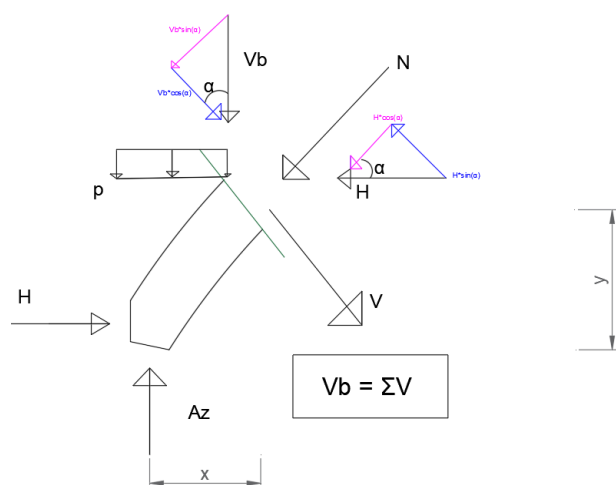 Vb*sin(α)
Vb
α
Vb*cos(α)
N
H*cos(α)
α
H
H*sin(α)
p
H
V
y
Vb = ΣV
Az
x